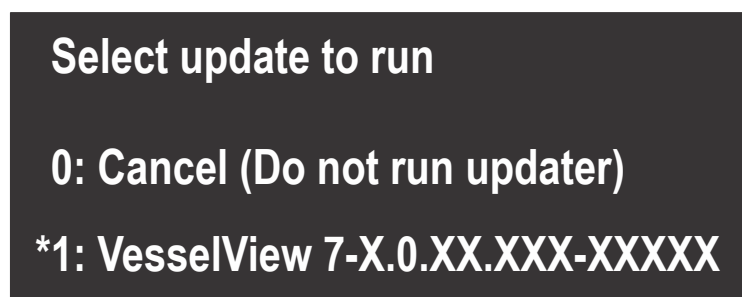 Select update to run
0: Cancel (Do not run updater)
*1: VesselView 7-X.0.XX.XXX-XXXXX